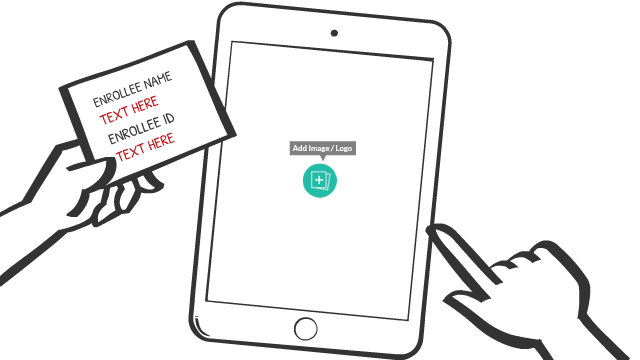 ENROLLEE NAME
TEXT HERE
ENROLLEE ID
TEXT HERE
Add Image / Logo